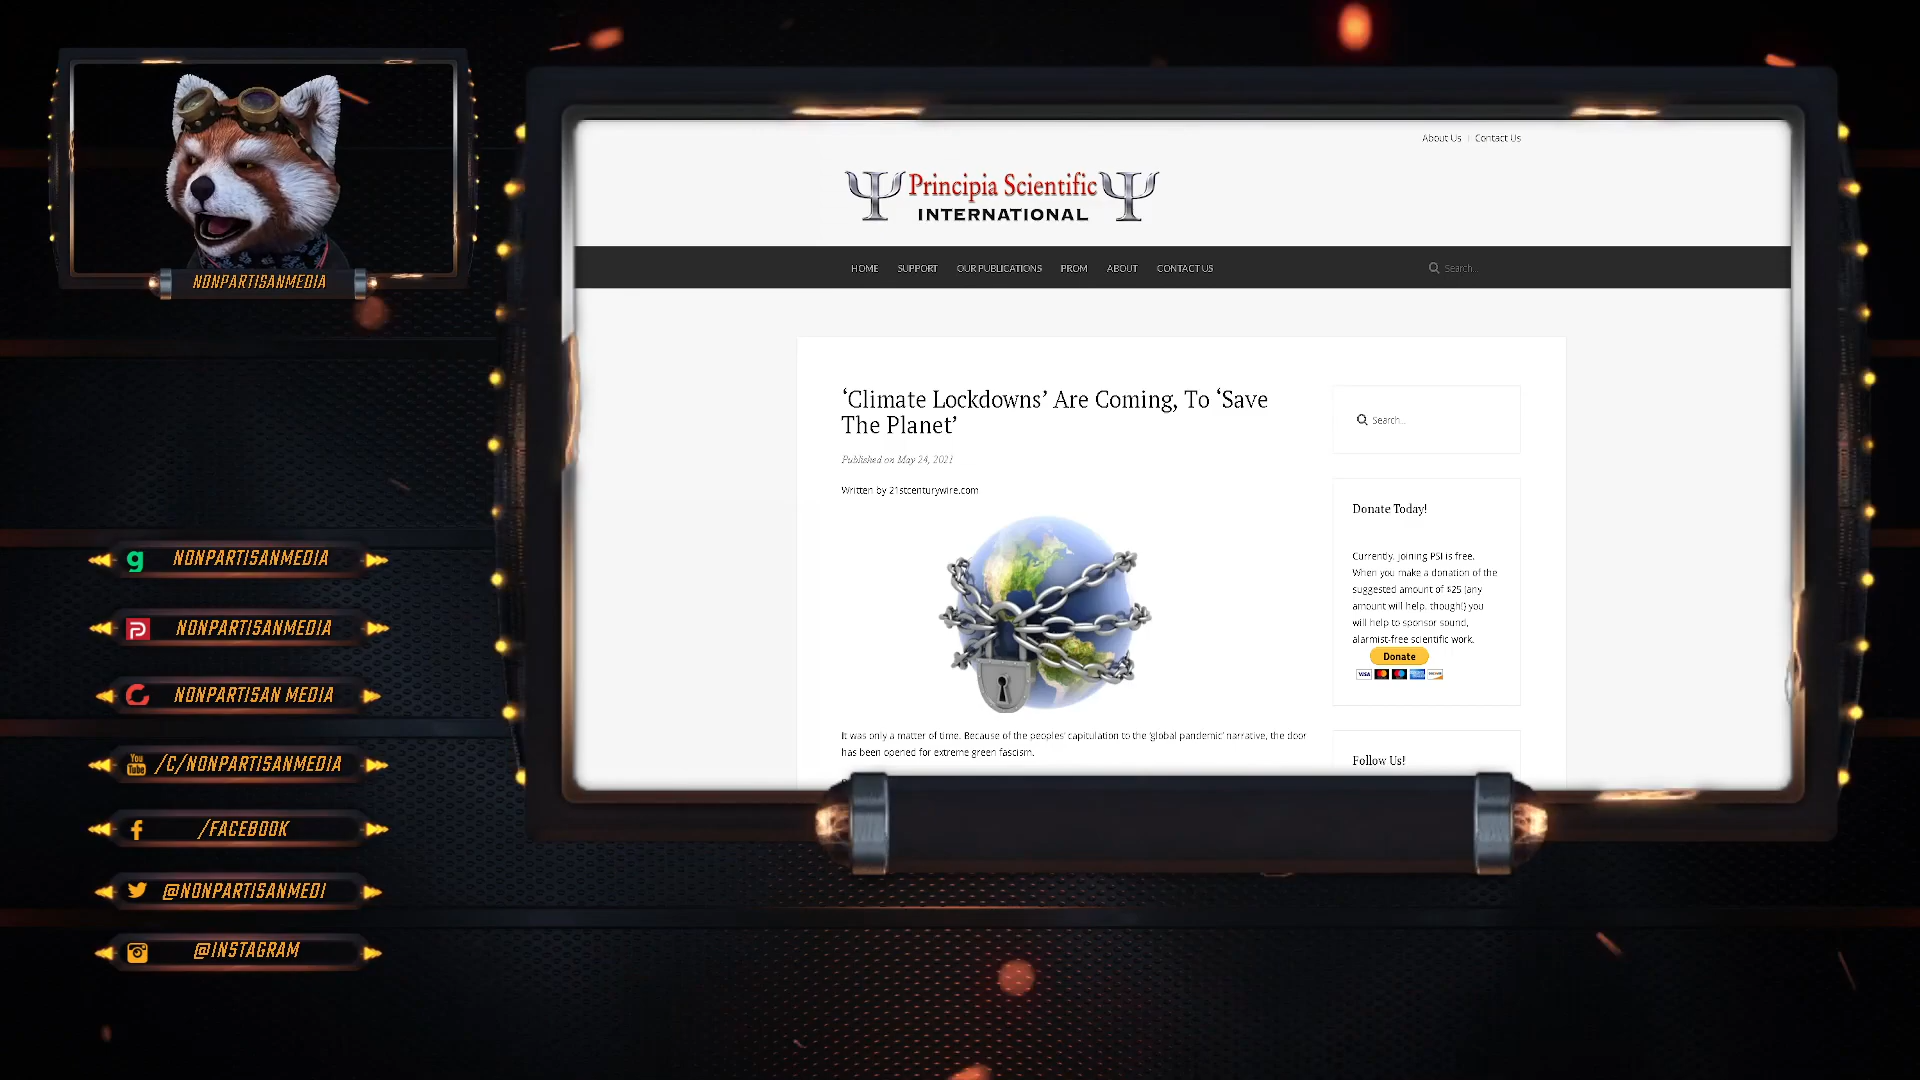 NONPARTISANMEDIA
g NONPARTISANMEDIA
NONPARTISANMEDIA
NONPARTISAN MEDIA
You Tube /C/NONPARTISANMEDIA
/FACEBOOK
@NONPARTISANMEDI
@INSTAGRAM
About Us | Contact Us
Principia Scientific
INTERNATIONAL
HOME SUPPORT OUR PUBLICATIONS PROM ABOUT CONTACT US Search...
‘Climate Lockdowns’ Are Coming, To ‘Save
The Planet’
Published on May 24, 2021
Written by 21stcenturywire.com
It was only a matter of time. Because of the peoples’ capitulation to the ‘global pandemic’ narrative, the door
has been opened for extreme green fascism.
Search...
Donate Today!
Currently, joining PSI is free.
When you make a donation of the
suggested amount of $25 (any
amount will help, though!) you
will help to sponsor sound,
alarmist-free scientific work.
Donate
VISA
Follow Us!